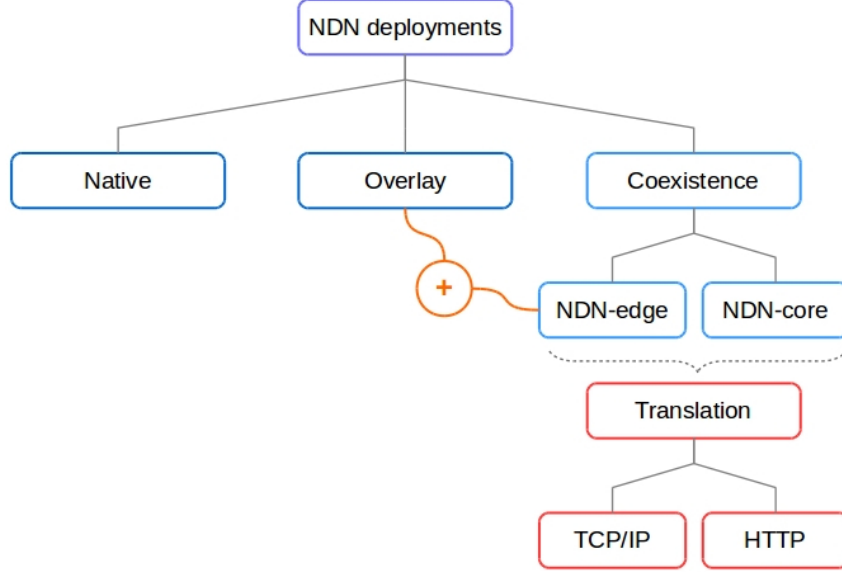 NDN deployments
Native
Overlay
Coexistence
+
NDN-edge
NDN-core
Translation
TCP/IP
HTTP